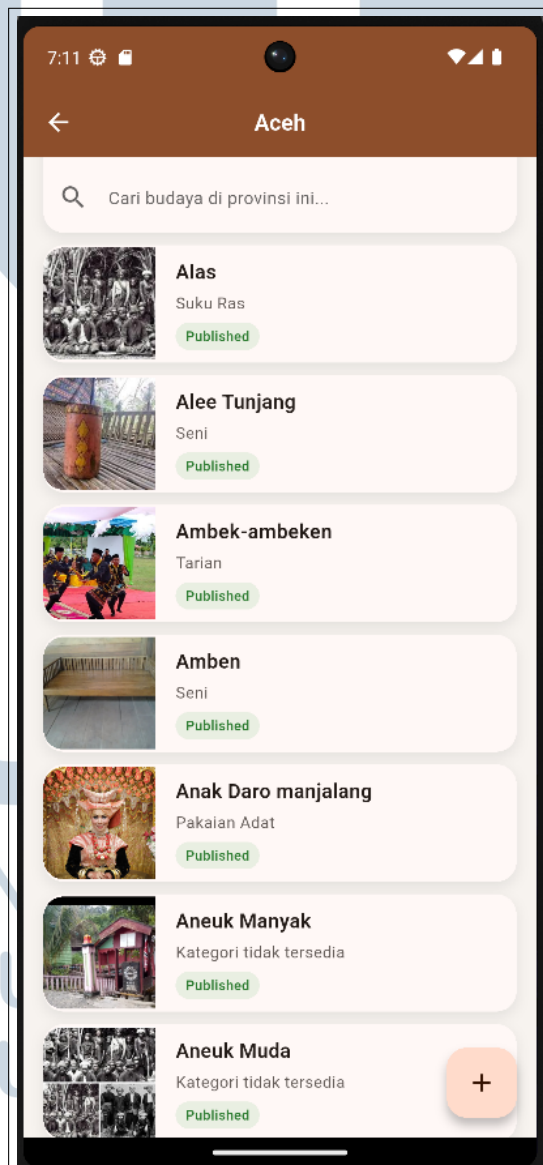 7:11
Aceh
Cari budaya di provinsi ini...
Alas
Suku Ras
Published
Alee Tunjang
Seni
Published
Ambek-ambeken
Tarian
Published
Amben
Seni
Published
Anak Daro manjalang
Pakaian Adat
Published
Aneuk Manyak
Kategori tidak tersedia
Published
Aneuk Muda
Kategori tidak tersedia
Published